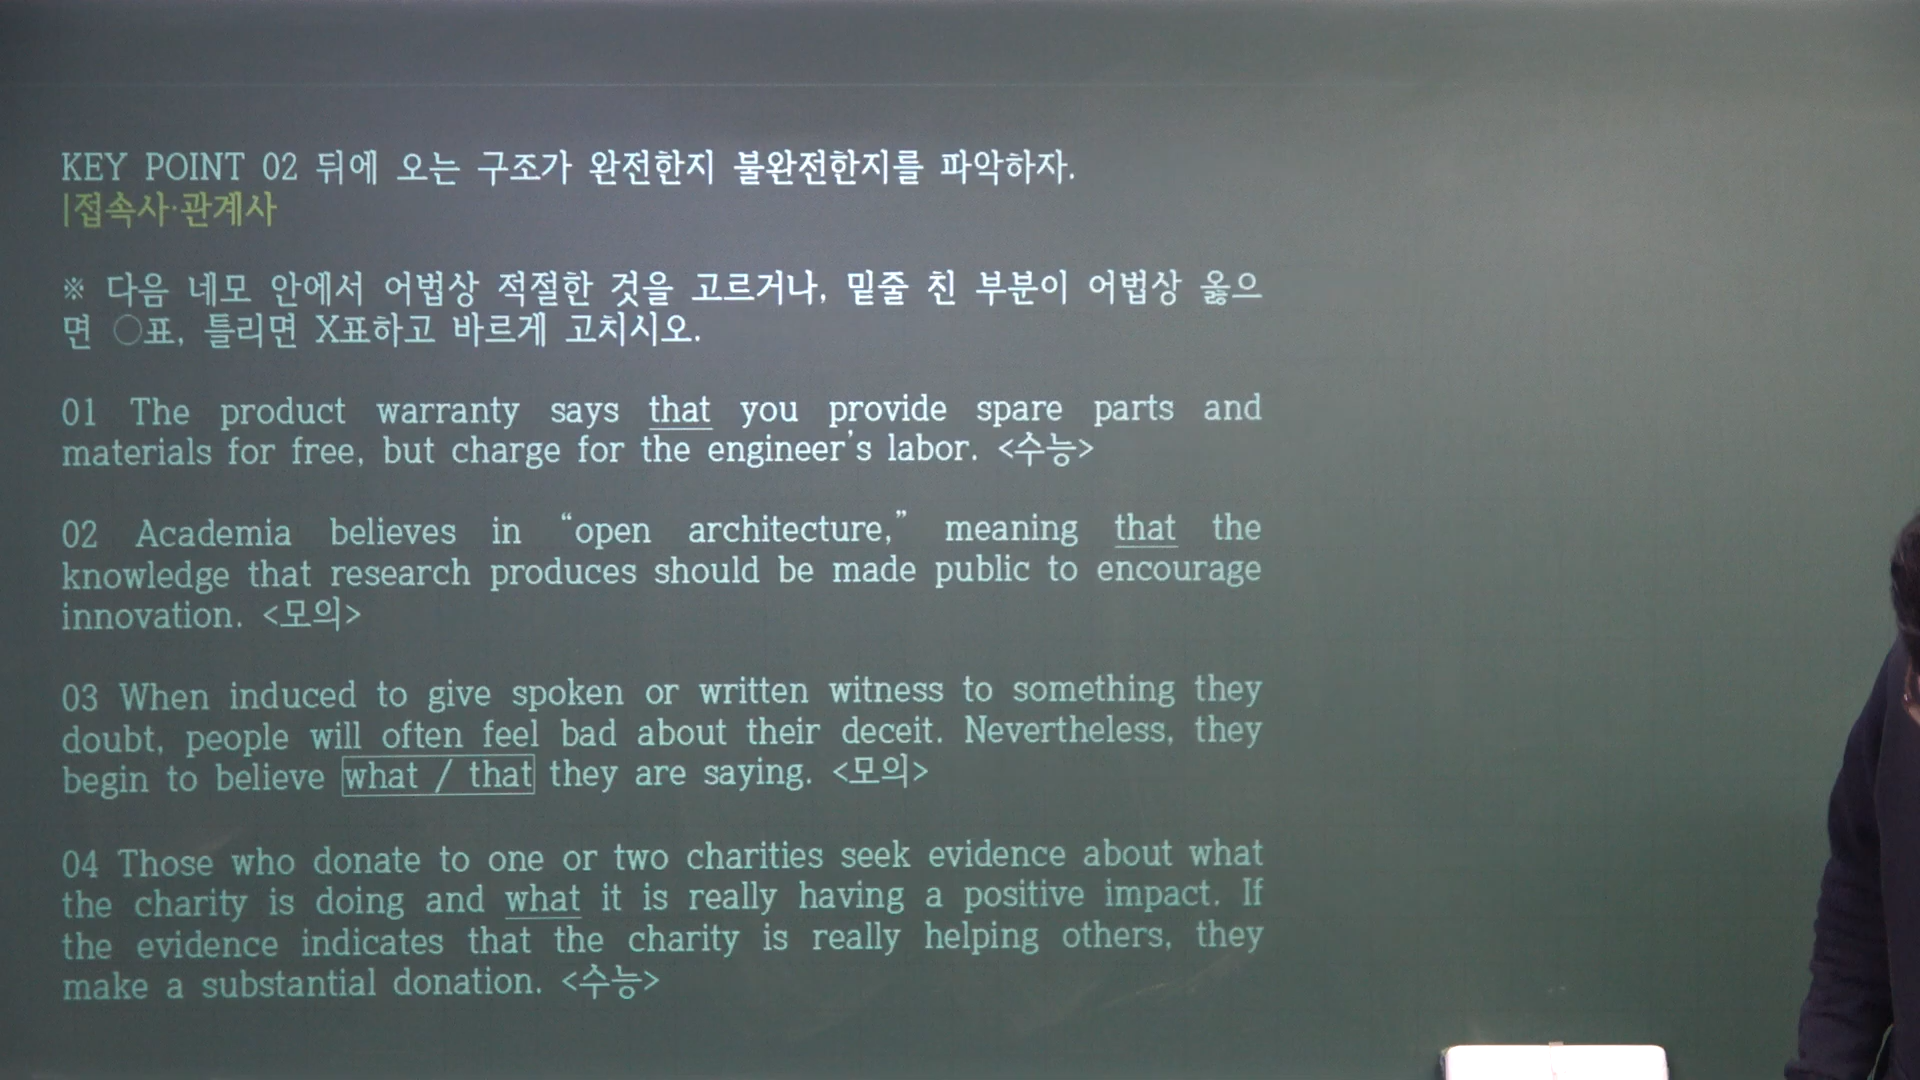 KEY POINT 02 뒤에 오는 구조가 완전한지 불완전한지를 파악하자.
|접속사·관계사
※ 다음 네모 안에서 어법상 적절한 것을 고르거나, 밑줄 친 부분이 어법상 옳으
면 ○표, 틀리면 X표하고 바르게 고치시오.
01 The product warranty says that you provide spare parts and
materials for free, but charge for the engineer's labor. <수능>
02 Academia believes in “open architecture,” meaning that the
knowledge that research produces should be made public to encourage
innovation. <모의>
03 When induced to give spoken or written witness to something they
doubt, people will often feel bad about their deceit. Nevertheless, they
begin to believe what / that they are saying. <모의>
04 Those who donate to one or two charities seek evidence about what
the charity is doing and what it is really having a positive impact. If
the evidence indicates that the charity is really helping others, they
make a substantial donation. <수능>